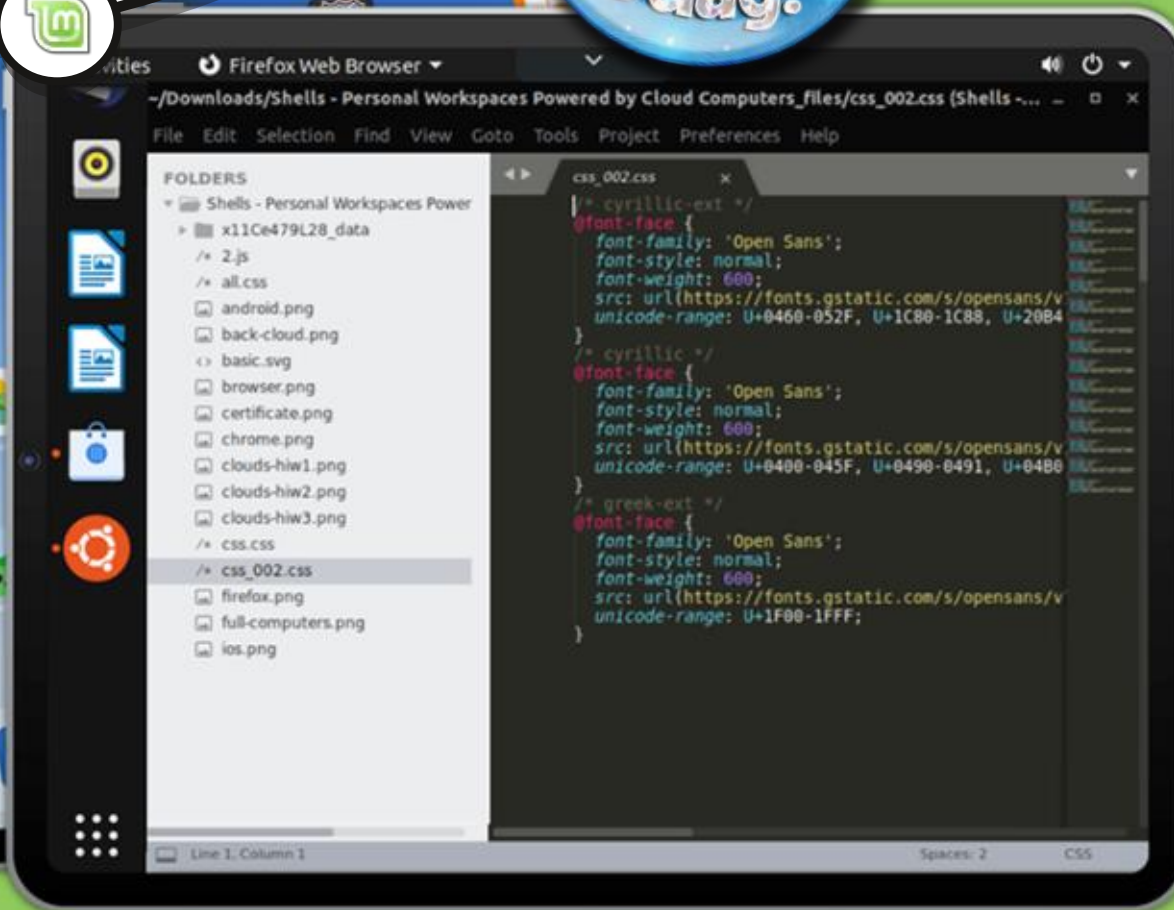 day!
vities Firefox Web Browser
~/Downloads/Shells - Personal Workspaces Powered by Cloud Computers_files/css_002.css (Shells -...
File Edit Selection Find View Goto Tools Project Preferences Help
FOLDERS
Shells - Personal Workspaces Power
x11Ce479L28_data
/* 2.js
/* all.css
android.png
back-cloud.png
<> basic.svg
browser.png
certificate.png
chrome.png
clouds-hiw1.png
clouds-hiw2.png
clouds-hiw3.png
/* css.css
/* css_002.css
firefox.png
full-computers.png
ios.png
css_002.css
/* cyrillic-ext */
@font-face {
font-family: 'Open Sans';
font-style: normal;
font-weight: 600;
src: url(https://fonts.gstatic.com/s/opensans/v
unicode-range: U+0460-052F, U+1C80-1C88, U+20B4
}
/* cyrillic */
@font-face {
font-family: 'Open Sans';
font-style: normal;
font-weight: 600;
src: url(https://fonts.gstatic.com/s/opensans/v
unicode-range: U+0400-045F, U+0490-0491, U+04B0
}
/* greek-ext */
@font-face {
font-family: 'Open Sans';
font-style: normal;
font-weight: 600;
src: url(https://fonts.gstatic.com/s/opensans/v
unicode-range: U+1F00-1FFF;
}
Line 1, Column 1 Spaces: 2 CSS